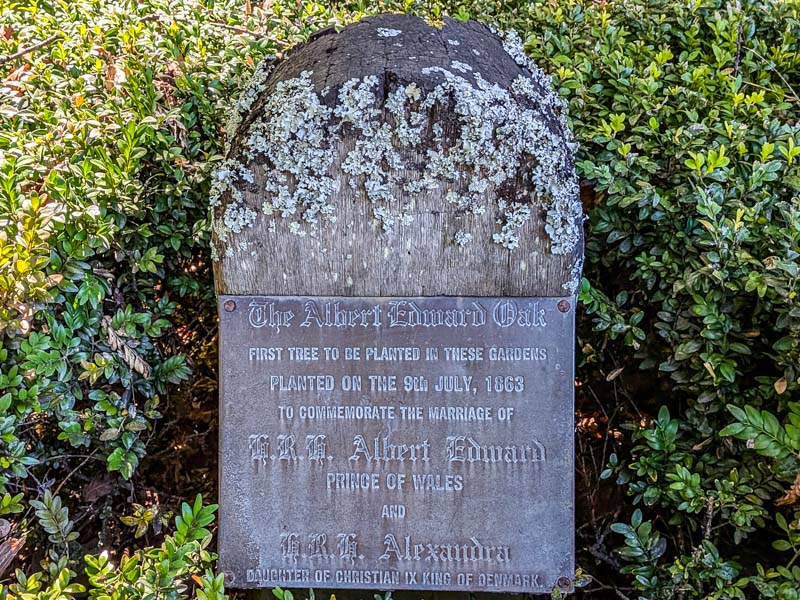 The Albert Edward Oak
FIRST TREE TO BE PLANTED IN THESE GARDENS
PLANTED ON THE 9th JULY, 1863
TO COMMEMORATE THE MARRIAGE OF
H.R.H. Albert Edward
PRINCE OF WALES
AND
H.R.H. Alexandra
DAUGHTER OF CHRISTIAN IX KING OF DENMARK.